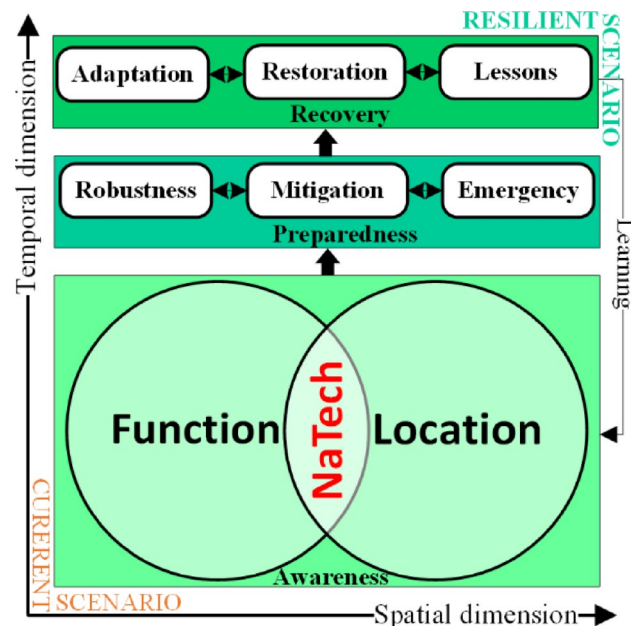 RESILIENT SCENARIO
Adaptation
Restoration
Lessons
Recovery
Robustness
Mitigation
Emergency
Preparedness
Learning
Temporal dimension
Function
NaTech
Location
Awareness
CURFERENT SCENARIO
Spatial dimension